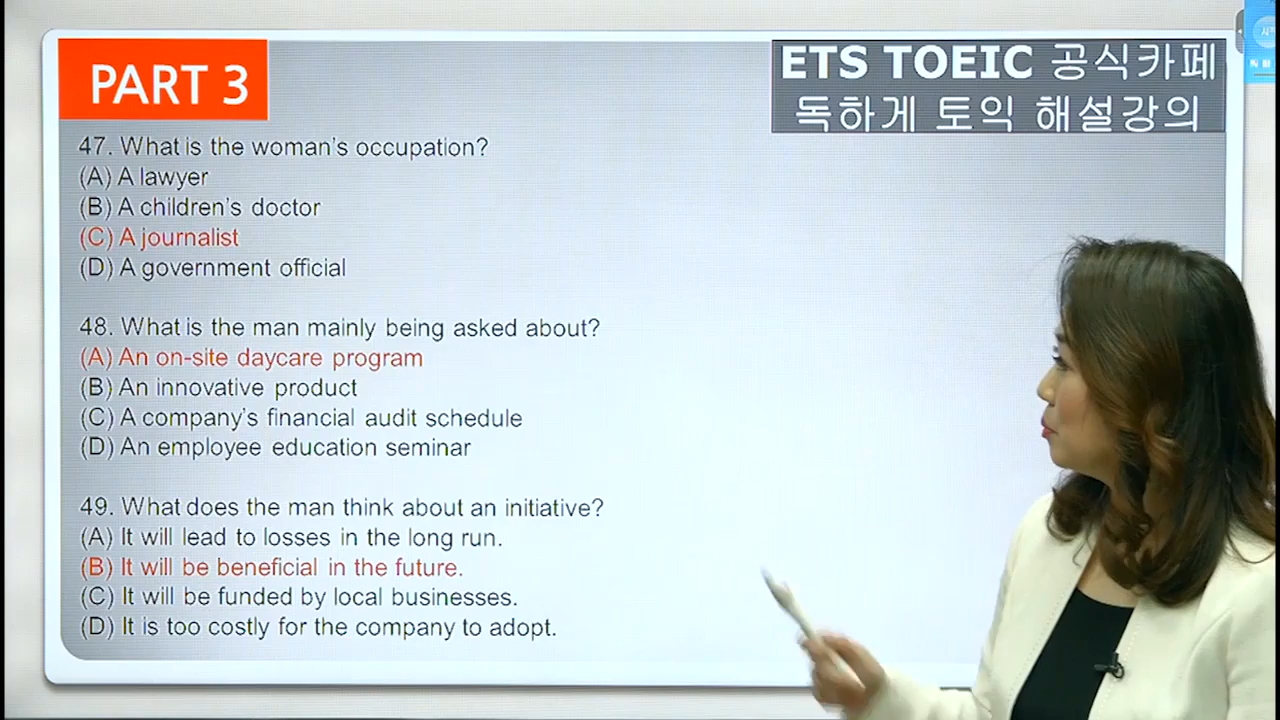 PART 3
ETS TOEIC 공식카페
독하게 토익 해설강의
47. What is the woman's occupation?
(A) A lawyer
(B) A children's doctor
(C) A journalist
(D) A government official
48. What is the man mainly being asked about?
(A) An on-site daycare program
(B) An innovative product
(C) A company's financial audit schedule
(D) An employee education seminar
49. What does the man think about an initiative?
(A) It will lead to losses in the long run.
(B) It will be beneficial in the future.
(C) It will be funded by local businesses.
(D) It is too costly for the company to adopt.